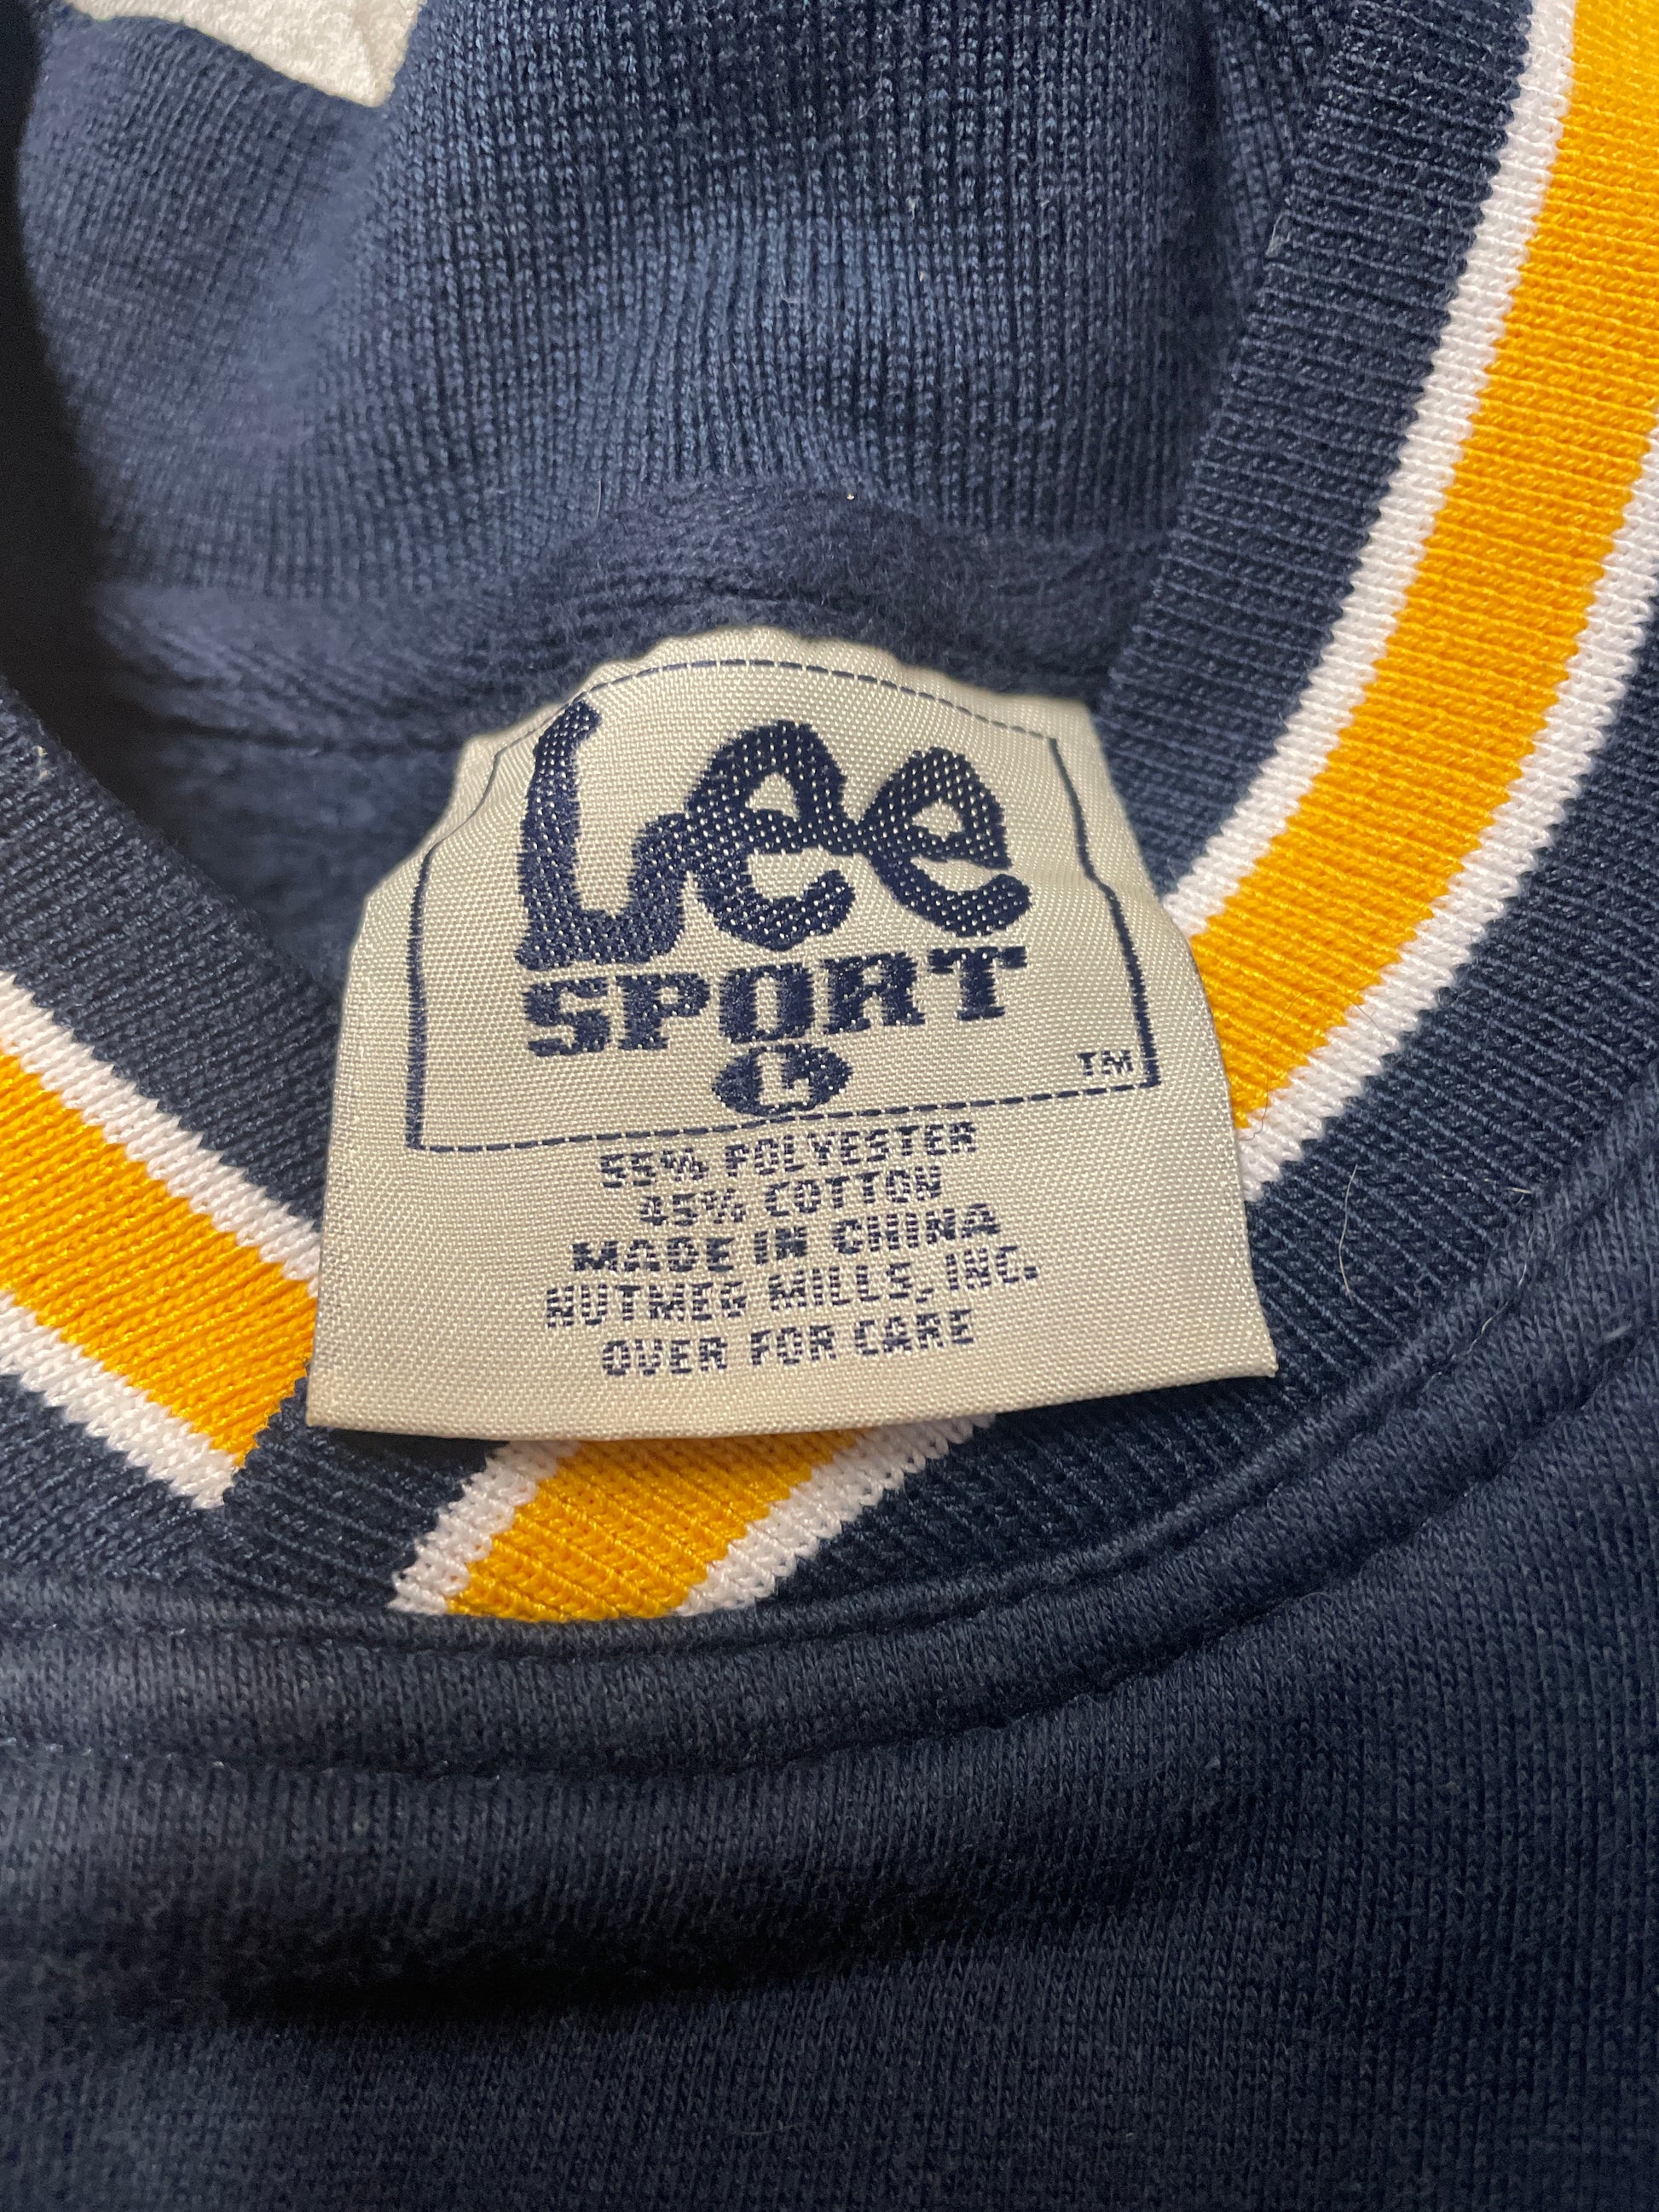 Lee
SPORT
L
TM
55% POLYESTER
45% COTTON
MADE IN CHINA
NUTMEG MILLS, INC.
OVER FOR CARE